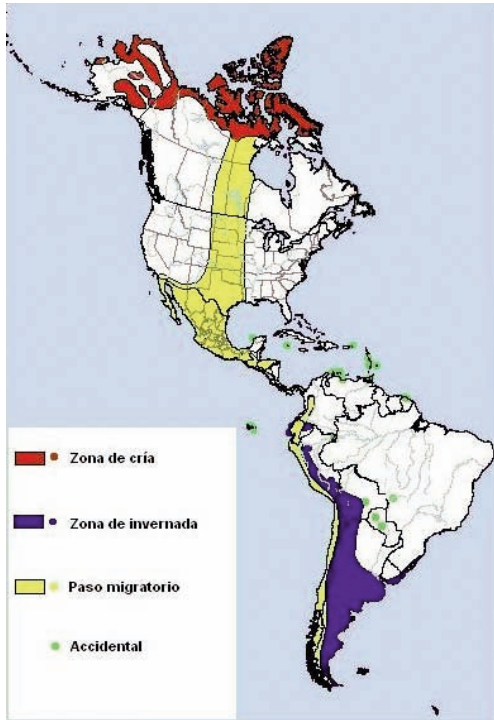 Zona de cría
Zona de invernada
Paso migratorio
Accidental